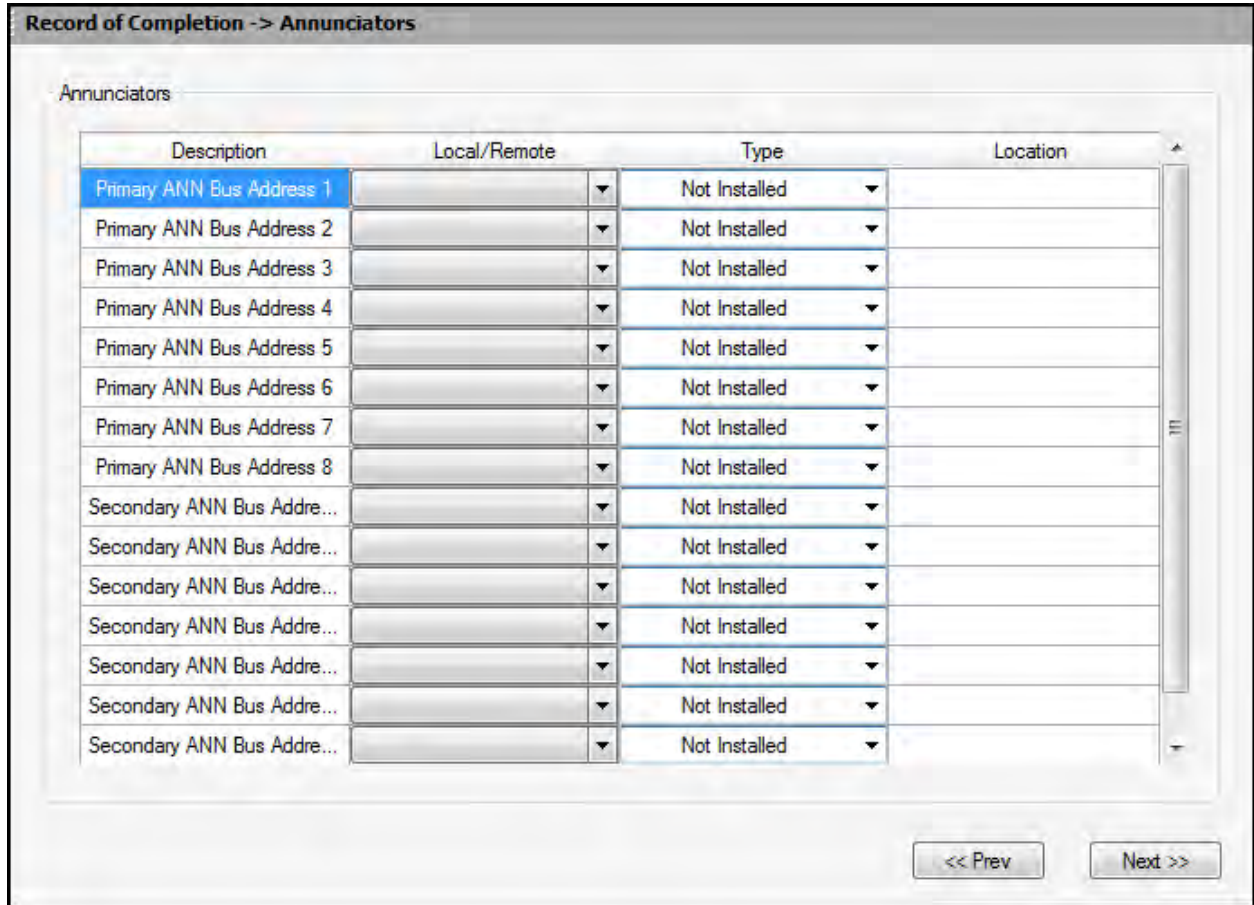 Record of Completion -> Annunciators
Annunciators
Description Local/Remote Type Location
Primary ANN Bus Address 1 Not Installed
Primary ANN Bus Address 2 Not Installed
Primary ANN Bus Address 3 Not Installed
Primary ANN Bus Address 4 Not Installed
Primary ANN Bus Address 5 Not Installed
Primary ANN Bus Address 6 Not Installed
Primary ANN Bus Address 7 Not Installed
Primary ANN Bus Address 8 Not Installed
Secondary ANN Bus Addre... Not Installed
Secondary ANN Bus Addre... Not Installed
Secondary ANN Bus Addre... Not Installed
Secondary ANN Bus Addre... Not Installed
Secondary ANN Bus Addre... Not Installed
Secondary ANN Bus Addre... Not Installed
Secondary ANN Bus Addre... Not Installed
<< Prev Next >>